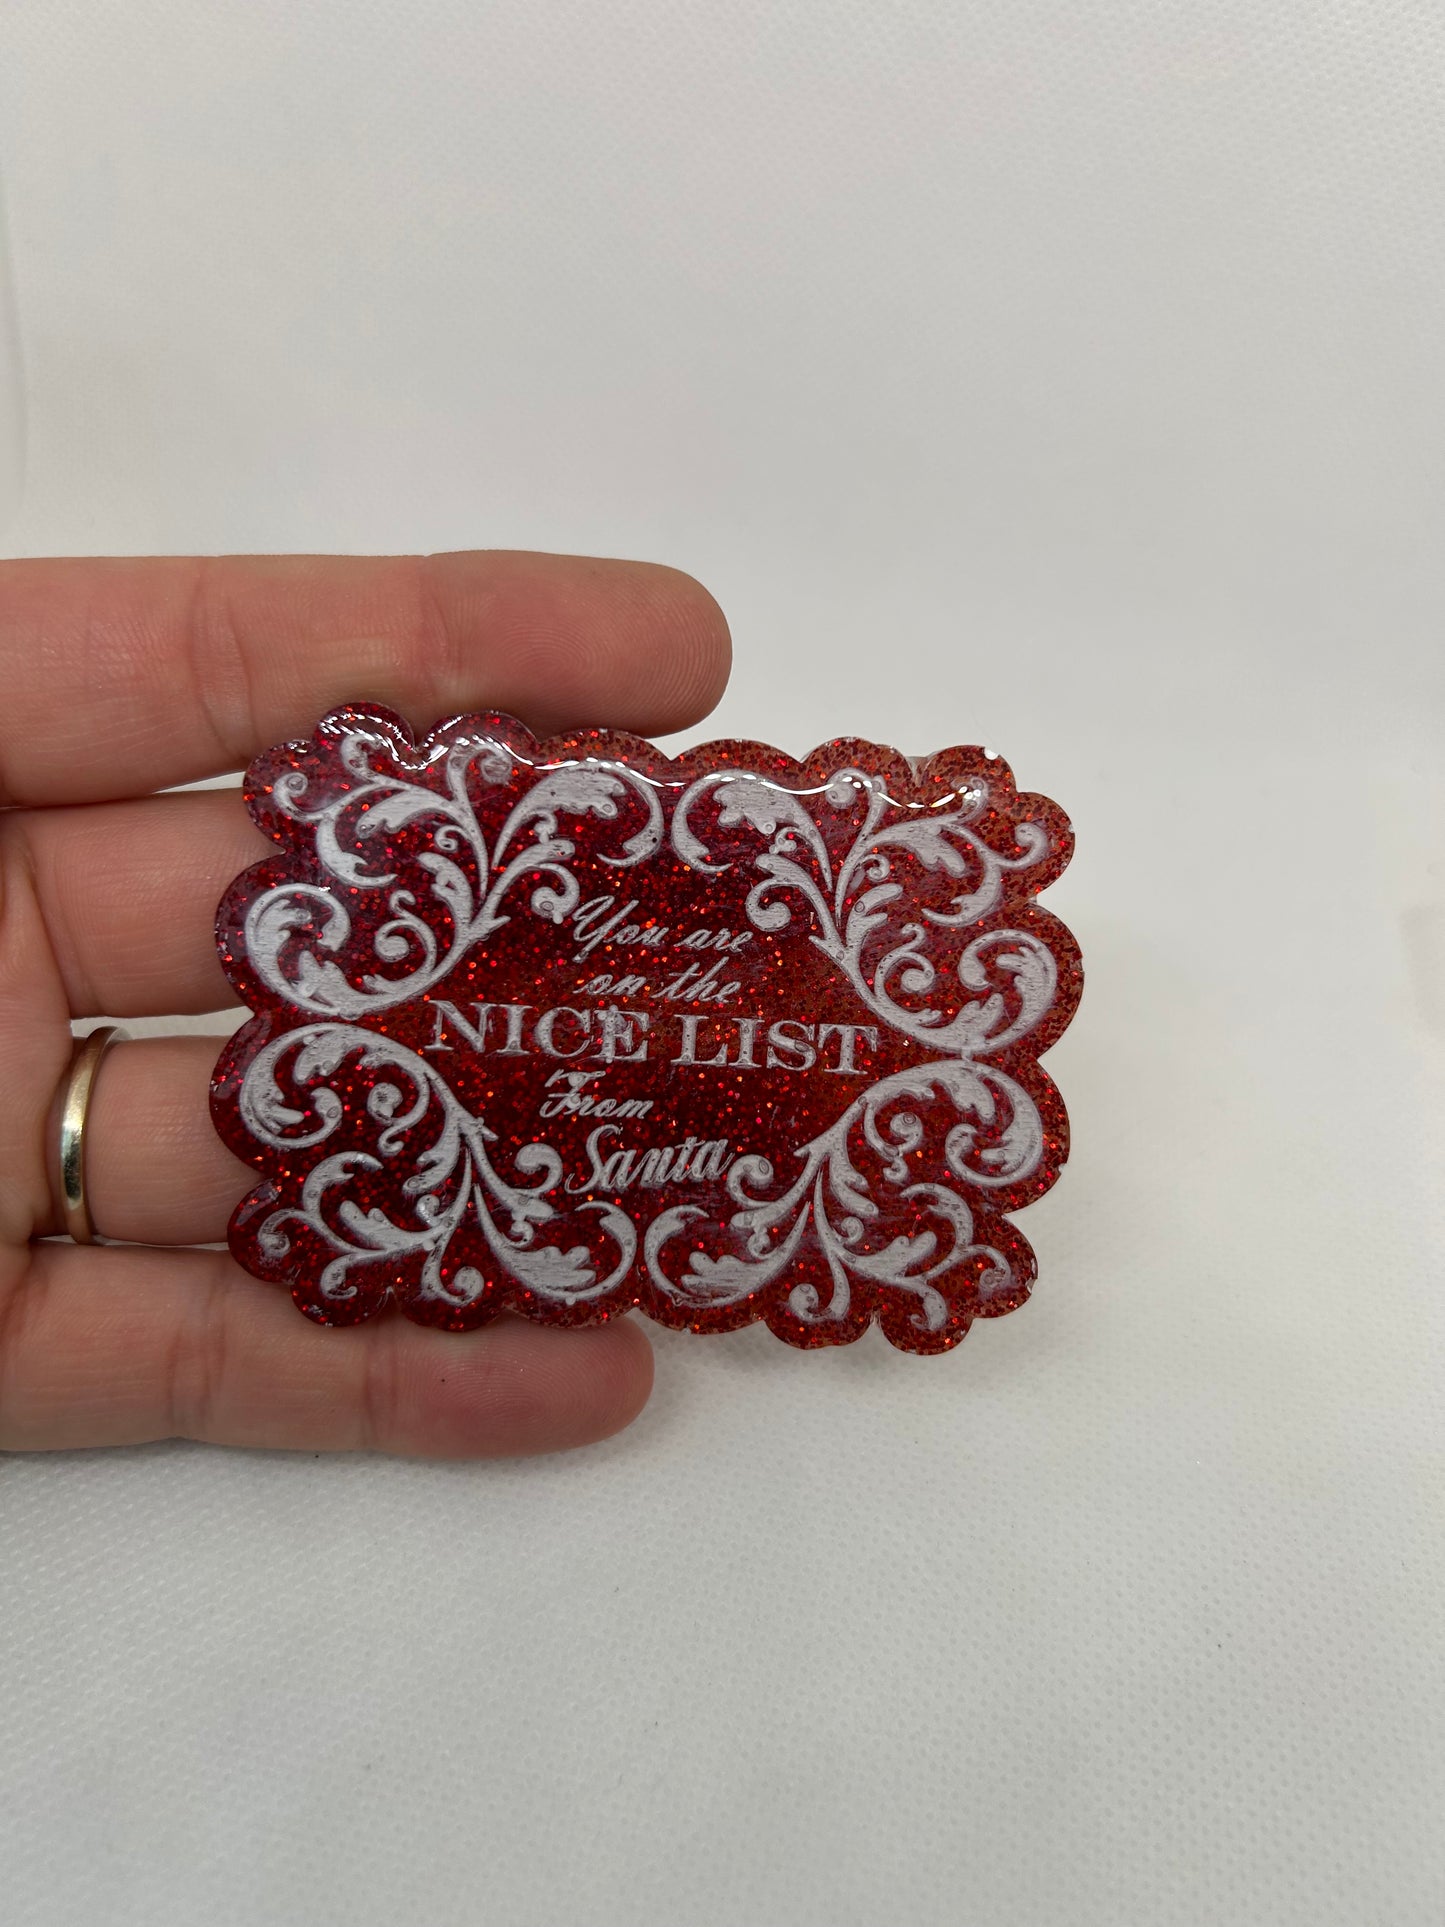 You are
on the
NICE LIST
From
Santa